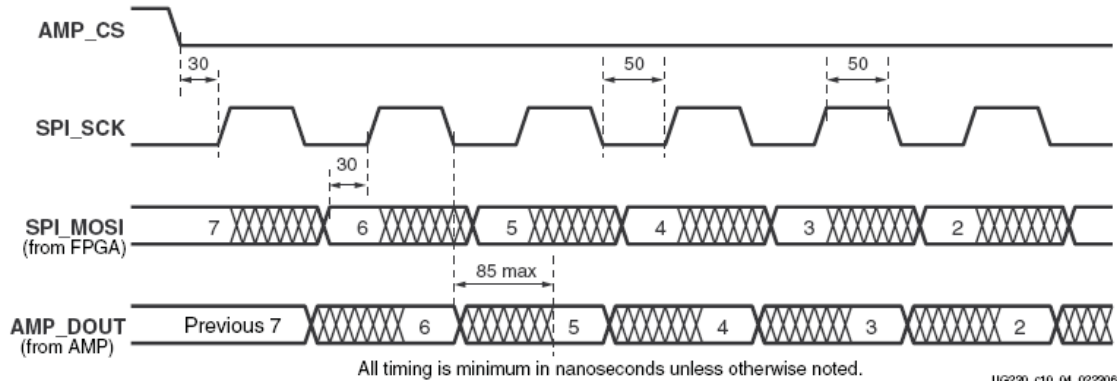 AMP_CS
30
50
50
SPI_SCK
30
SPI_MOSI
(from FPGA)
7 6 5 4 3 2
85 max
AMP_DOUT
(from AMP)
Previous 7 6 5 4 3 2
All timing is minimum in nanoseconds unless otherwise noted.
UG230_c10_04_022306